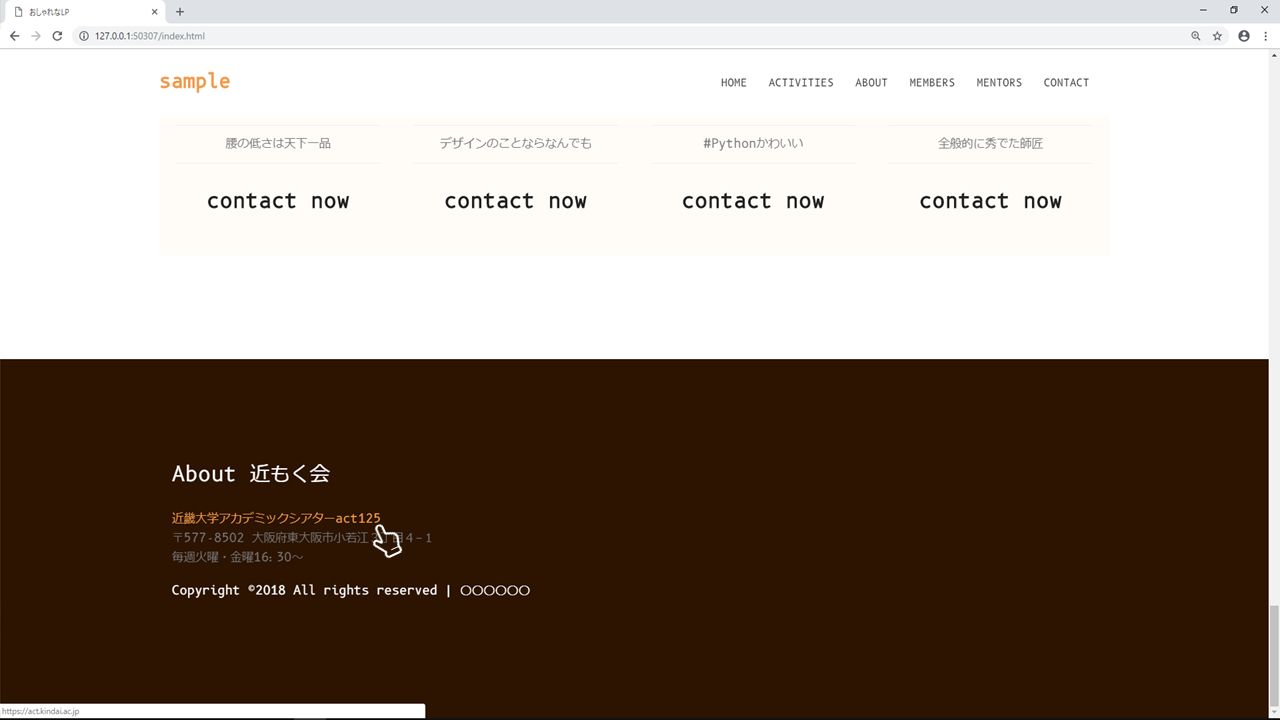 おしゃれなLP
127.0.0.1:50307/index.html
sample
HOME ACTIVITIES ABOUT MEMBERS MENTORS CONTACT
腰の低さは天下一品 デザインのことならなんでも #Pythonかわいい 全般的に秀でた師匠
contact now contact now contact now contact now
About 近もく会
近畿大学アカデミックシアターact125
〒577-8502 大阪府東大阪市小若江 目4−1
毎週火曜・金曜16：30〜
Copyright ©2018 All rights reserved | 〇〇〇〇〇〇
https://act.kindai.ac.jp